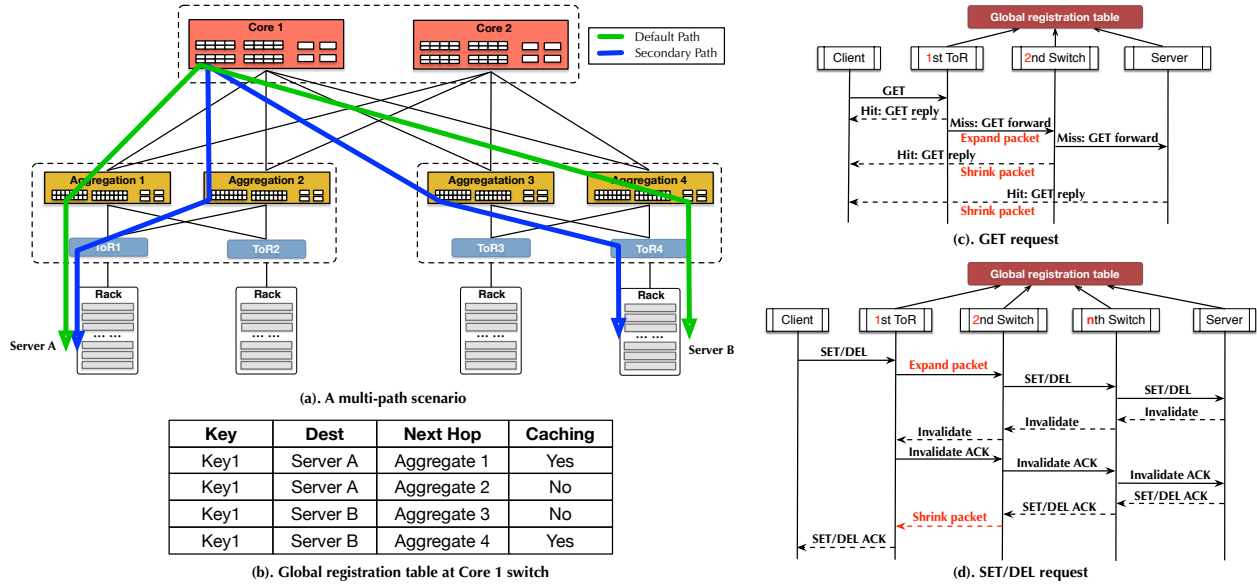 Core 1
Core 2
Default Path
Secondary Path
Aggregation 1
Aggregation 2
Aggregatation 3
Aggregation 4
ToR1
ToR2
ToR3
ToR4
Rack
Rack
Rack
Rack
... ...
... ...
... ...
... ...
Server A
Server B
(a). A multi-path scenario
Key Dest Next Hop Caching
Key1 Server A Aggregate 1 Yes
Key1 Server A Aggregate 2 No
Key1 Server B Aggregate 3 No
Key1 Server B Aggregate 4 Yes
(b). Global registration table at Core 1 switch
Global registration table
Client 1st ToR 2nd Switch Server
GET
Hit: GET reply
Miss: GET forward
Expand packet
Miss: GET forward
Hit: GET reply
Shrink packet
Hit: GET reply
Shrink packet
(c). GET request
Global registration table
Client 1st ToR 2nd Switch nth Switch Server
SET/DEL
Expand packet
SET/DEL
SET/DEL
Invalidate
Invalidate
Invalidate
Invalidate ACK
Invalidate ACK
Invalidate ACK
SET/DEL ACK
SET/DEL ACK
Shrink packet
SET/DEL ACK
(d). SET/DEL request